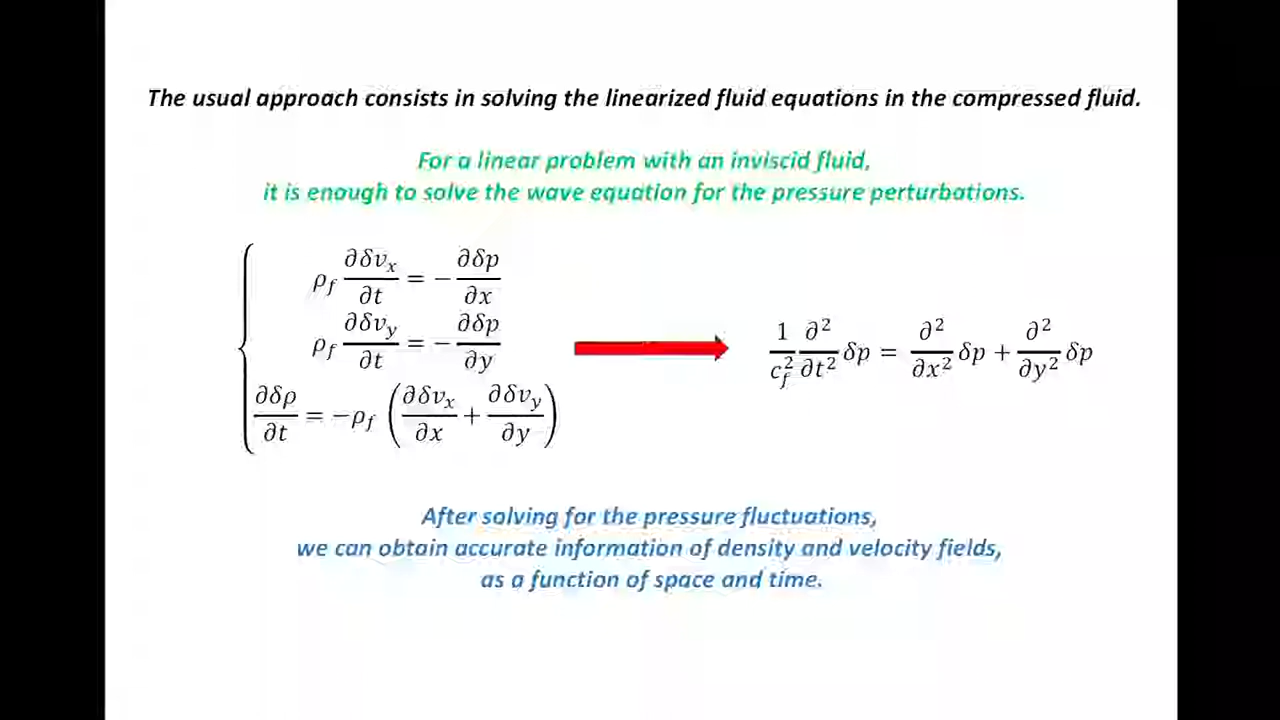 The usual approach consists in solving the linearized fluid equations in the compressed fluid.
For a linear problem with an inviscid fluid,
it is enough to solve the wave equation for the pressure perturbations.
ρ_f ∂δv_x/∂t = −∂δp/∂x
ρ_f ∂δv_y/∂t = −∂δp/∂y
∂δρ/∂t = −ρ_f (∂δv_x/∂x + ∂δv_y/∂y)
1/c_f² ∂²/∂t² δp = ∂²/∂x² δp + ∂²/∂y² δp
After solving for the pressure fluctuations,
we can obtain accurate information of density and velocity fields,
as a function of space and time.